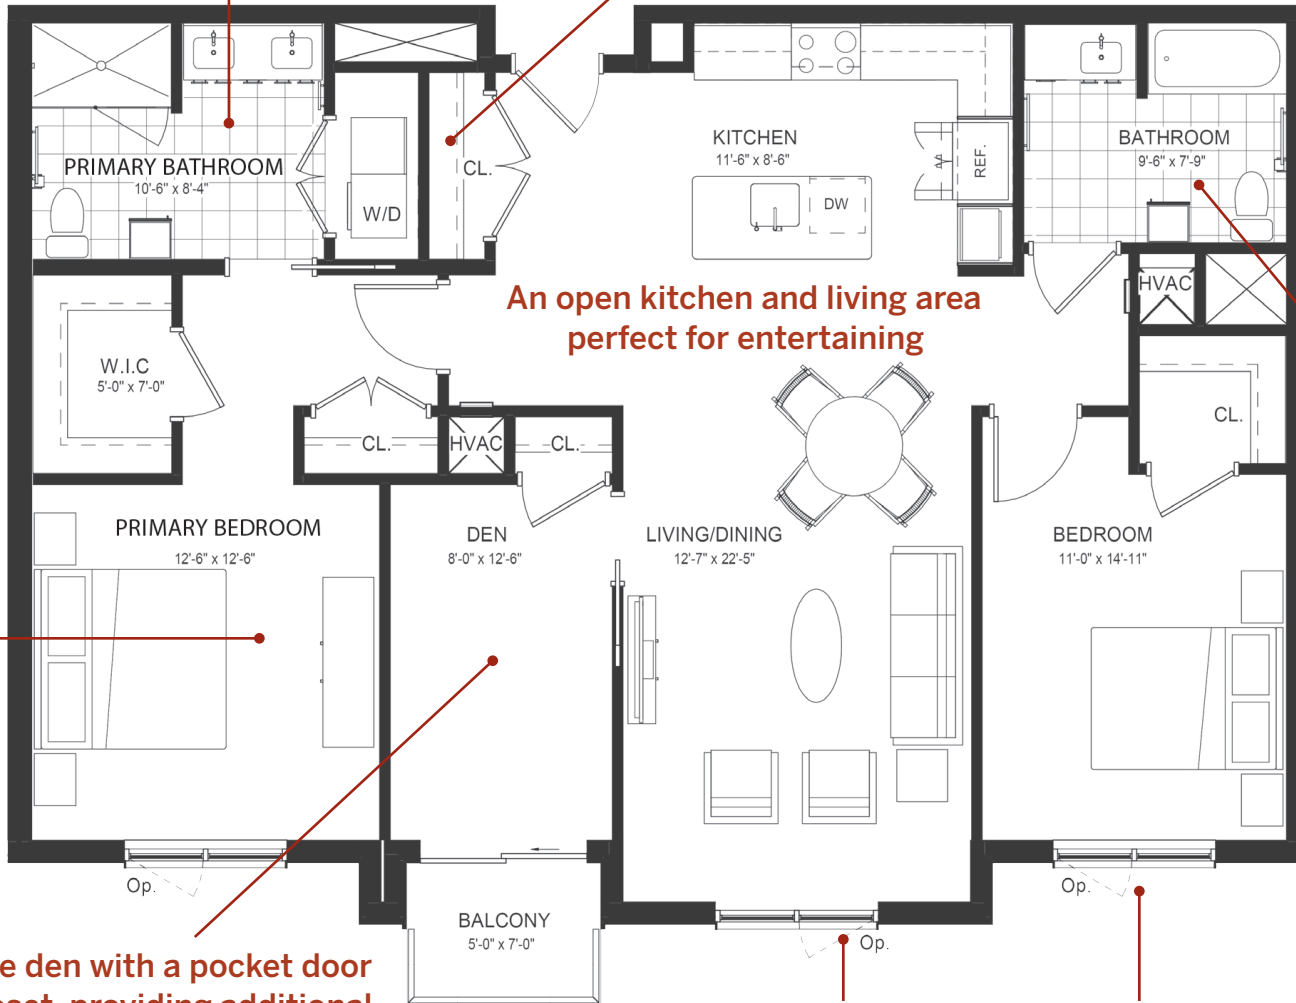 PRIMARY BATHROOM
10'-6" x 8'-4"
W/D
CL.
KITCHEN
11'-6" x 8'-6"
DW
REF.
BATHROOM
9'-6" x 7'-9"
HVAC
An open kitchen and living area
perfect for entertaining
W.I.C
5'-0" x 7'-0"
CL.
HVAC
CL.
CL.
PRIMARY BEDROOM
12'-6" x 12'-6"
DEN
8'-0" x 12'-6"
LIVING/DINING
12'-7" x 22'-5"
BEDROOM
11'-0" x 14'-11"
Op.
BALCONY
5'-0" x 7'-0"
Op.
Op.
den with a pocket door
providing additional